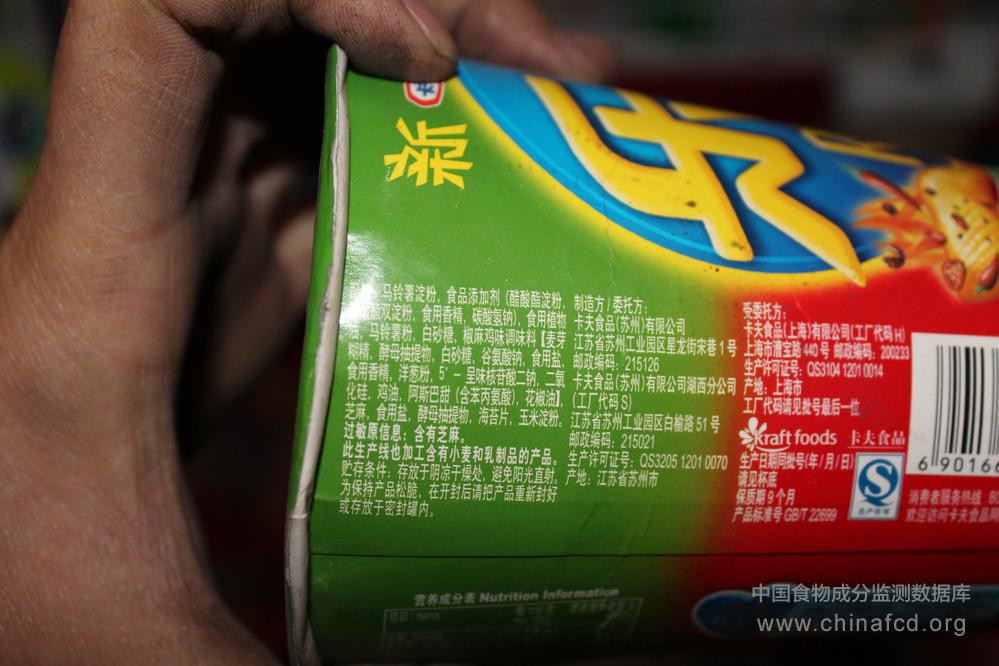 新
马铃薯淀粉，食品添加剂（醋酸酯淀粉，
双淀粉，食用香精，碳酸氢钠），食用植物
油，马铃薯粉，白砂糖，椒麻鸡味调味料【麦芽
糊精，酵母抽提物，白砂糖，谷氨酸钠，食用盐，
食用香精，洋葱粉，5'－呈味核苷酸二钠，二氧
化硅，鸡油，阿斯巴甜（含苯丙氨酸），花椒油】，
芝麻，食用盐，酵母抽提物，海苔片，玉米淀粉。
过敏原信息：含有芝麻。
此生产线也加工含有小麦和乳制品的产品。
贮存条件：存放于阴凉干燥处，避免阳光直射。
为保持产品松脆，在开封后请把产品重新封好
或存放于密封罐内。
制造方／委托方：
卡夫食品(苏州)有限公司
江苏省苏州工业园区星龙街宋巷1号
邮政编码：215126
卡夫食品(苏州)有限公司湖西分公司
(工厂代码S)
江苏省苏州工业园区白榆路51号
邮政编码：215021
生产许可证号：QS3205 1201 0070
产地：江苏省苏州市
受委托方：
卡夫食品(上海)有限公司(工厂代码H)
上海市漕宝路440号 邮政编码：200233
生产许可证号：QS3104 1201 0014
产地：上海市
工厂代码请见批号最后一位
kraft foods 卡夫食品
生产日期同批号(年/月/日)
请见杯底
保质期9个月
产品标准号GB/T 22699
生产许可
6 90166
消费者服务热线：80
欢迎访问卡夫食品网
营养成分表 Nutrition Information
项目/Items
中国食物成分监测数据库
www.chinafcd.org